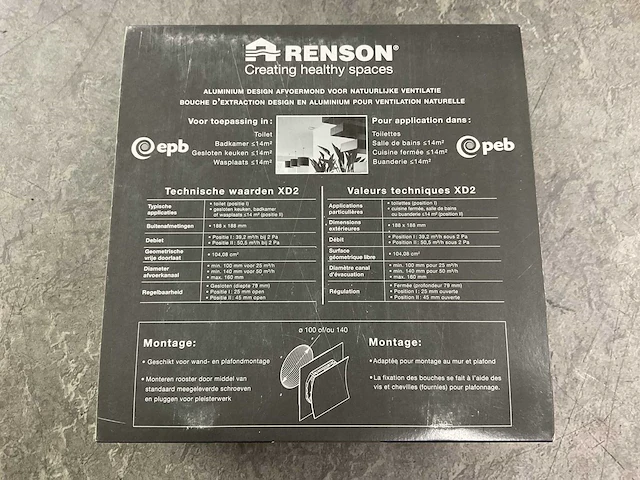 RENSON®
Creating healthy spaces
ALUMINIUM DESIGN AFVOERMOND VOOR NATUURLIJKE VENTILATIE
BOUCHE D'EXTRACTION DESIGN EN ALUMINIUM POUR VENTILATION NATURELLE
Voor toepassing in:
Toilet
Badkamer ≤14m²
Gesloten keuken ≤14m²
Wasplaats ≤14m²
epb
Pour application dans:
Toilettes
Salle de bains ≤14m²
Cuisine fermée ≤14m²
Buanderie ≤14m²
peb
Technische waarden XD2
Typische applicaties
• toilet (positie I)
• gesloten keuken, badkamer
of wasplaats ≤14 m² (positie II)
Buitenafmetingen • 188 x 188 mm
Debiet
• Positie I : 39,2 m³/h bij 2 Pa
• Positie II : 50,5 m³/h bij 2 Pa
Geometrische vrije doorlaat • 104,08 cm²
Diameter afvoerkanaal
• min. 100 mm voor 25 m³/h
• min. 140 mm voor 50 m³/h
• max. 160 mm
Regelbaarheid
• Gesloten (diepte 79 mm)
• Positie I : 25 mm open
• Positie II : 45 mm open
Valeurs techniques XD2
Applications particulières
• toilettes (position I)
• cuisine fermée, salle de bains
ou buanderie ≤14 m² (position II)
Dimensions extérieures • 188 x 188 mm
Débit
• Position I : 39,2 m³/h sous 2 Pa
• Position II : 50,5 m³/h sous 2 Pa
Surface géometrique libre • 104,08 cm²
Diamètre canal d'évacuation
• min. 100 mm pour 25 m³/h
• min. 140 mm pour 50 m³/h
• max. 160 mm
Régulation
• Fermée (profondeur 79 mm)
• Position I : 25 mm ouverte
• Position II : 45 mm ouverte
Montage:
• Geschikt voor wand- en plafondmontage
• Monteren rooster door middel van
standaard meegeleverde schroeven
en pluggen voor pleisterwerk
ø 100 of/ou 140
Montage:
• Adaptée pour montage au mur et plafond
• La fixation des bouches se fait à l'aide des
vis et chevilles (fournies) pour plafonnage.